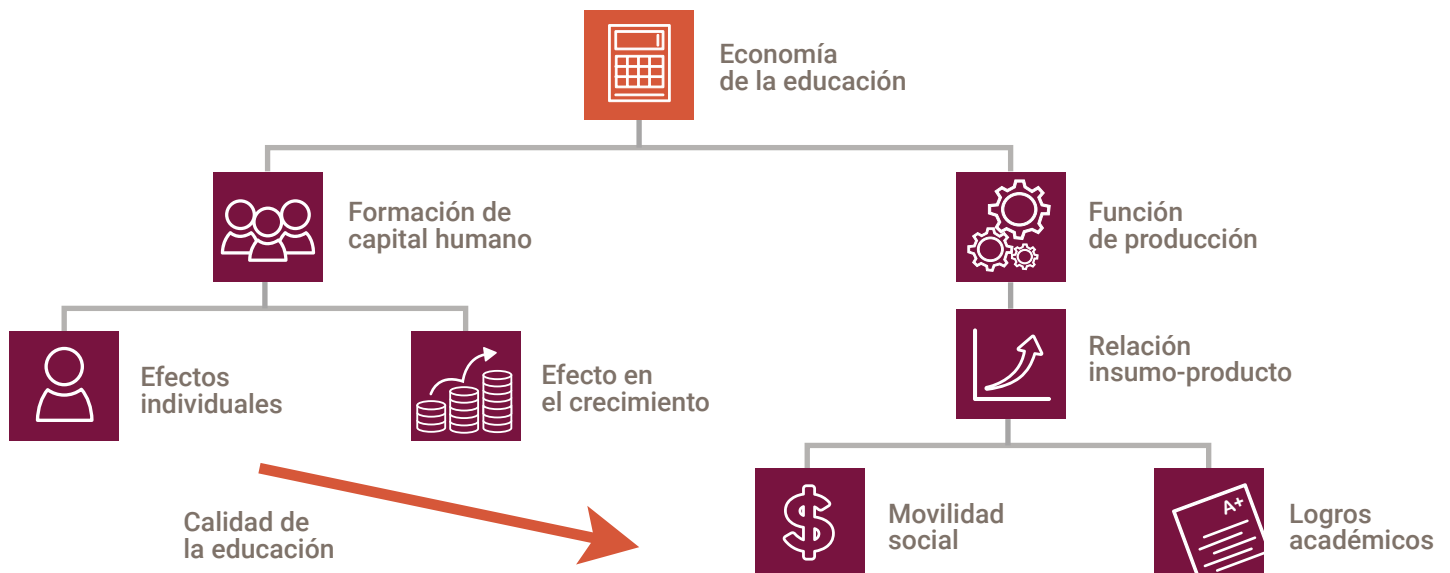 Economía
de la educación
Formación de
capital humano
Función
de producción
Efectos
individuales
Efecto en
el crecimiento
Relación
insumo-producto
Calidad de
la educación
$
Movilidad
social
A+
Logros
académicos